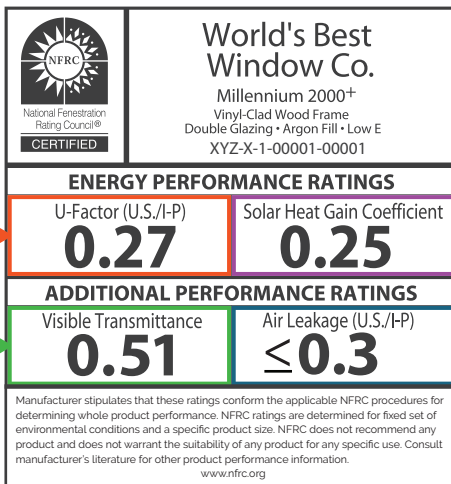 NFRC
National Fenestration
Rating Council®
CERTIFIED
World's Best
Window Co.
Millennium 2000⁺
Vinyl-Clad Wood Frame
Double Glazing • Argon Fill • Low E
XYZ-X-1-00001-00001
ENERGY PERFORMANCE RATINGS
U-Factor (U.S./I-P)
0.27
Solar Heat Gain Coefficient
0.25
ADDITIONAL PERFORMANCE RATINGS
Visible Transmittance
0.51
Air Leakage (U.S./I-P)
≤0.3
Manufacturer stipulates that these ratings conform the applicable NFRC procedures for
determining whole product performance. NFRC ratings are determined for fixed set of
environmental conditions and a specific product size. NFRC does not recommend any
product and does not warrant the suitability of any product for any specific use. Consult
manufacturer's literature for other product performance information.
www.nfrc.org